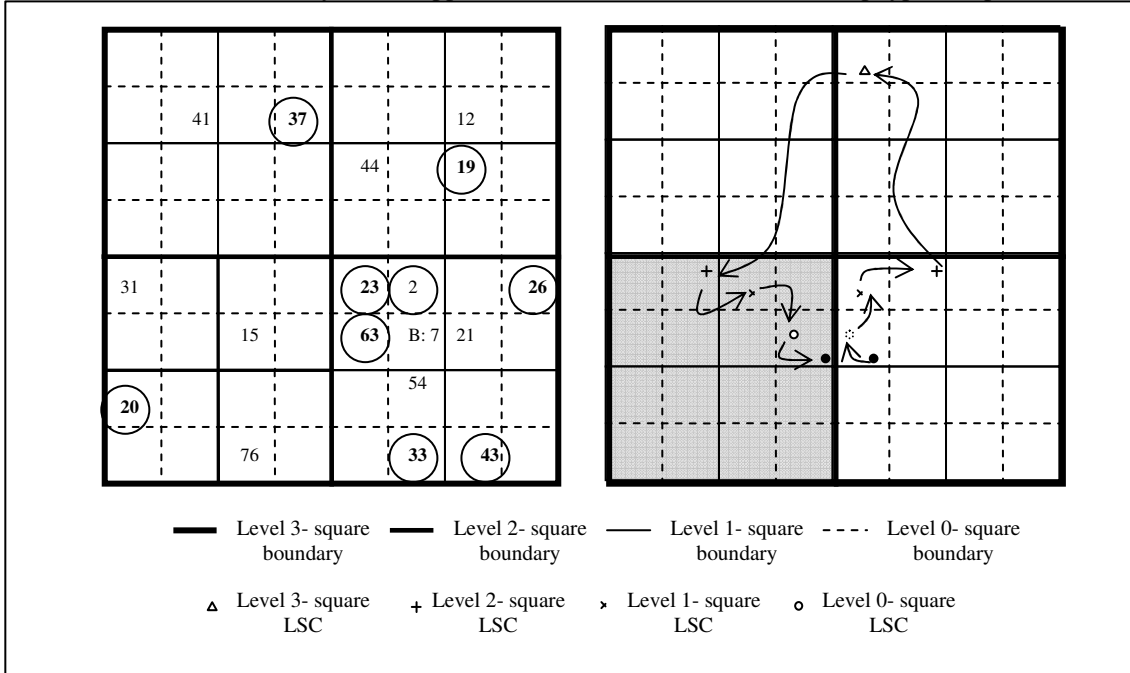 41 37 12
44 19
31 23 2 26
15 63 B: 7 21
54
20
76 33 43
Level 3- square boundary
Level 2- square boundary
Level 1- square boundary
Level 0- square boundary
Level 3- square LSC
Level 2- square LSC
Level 1- square LSC
Level 0- square LSC